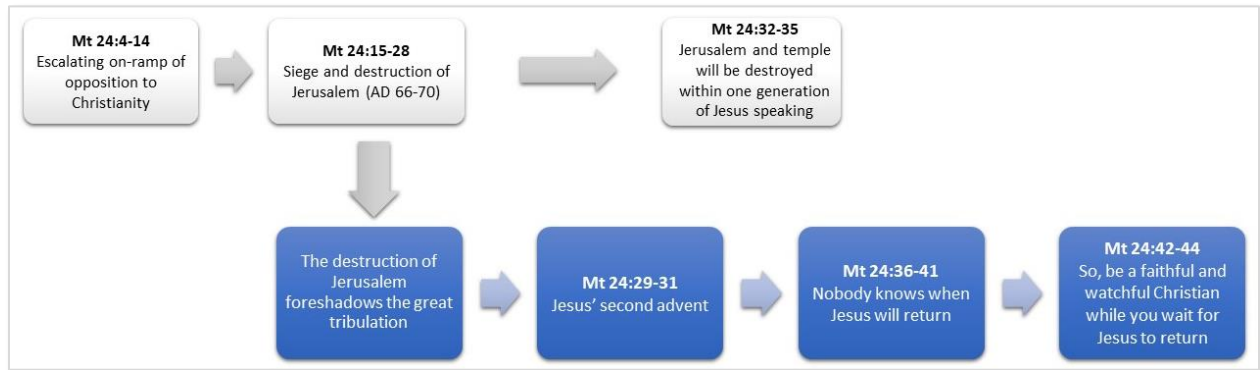 Mt 24:4-14
Escalating on-ramp of
opposition to
Christianity
Mt 24:15-28
Siege and destruction of
Jerusalem (AD 66-70)
Mt 24:32-35
Jerusalem and temple
will be destroyed
within one generation
of Jesus speaking
The destruction of
Jerusalem
foreshadows the great
tribulation
Mt 24:29-31
Jesus’ second advent
Mt 24:36-41
Nobody knows when
Jesus will return
Mt 24:42-44
So, be a faithful and
watchful Christian
while you wait for
Jesus to return